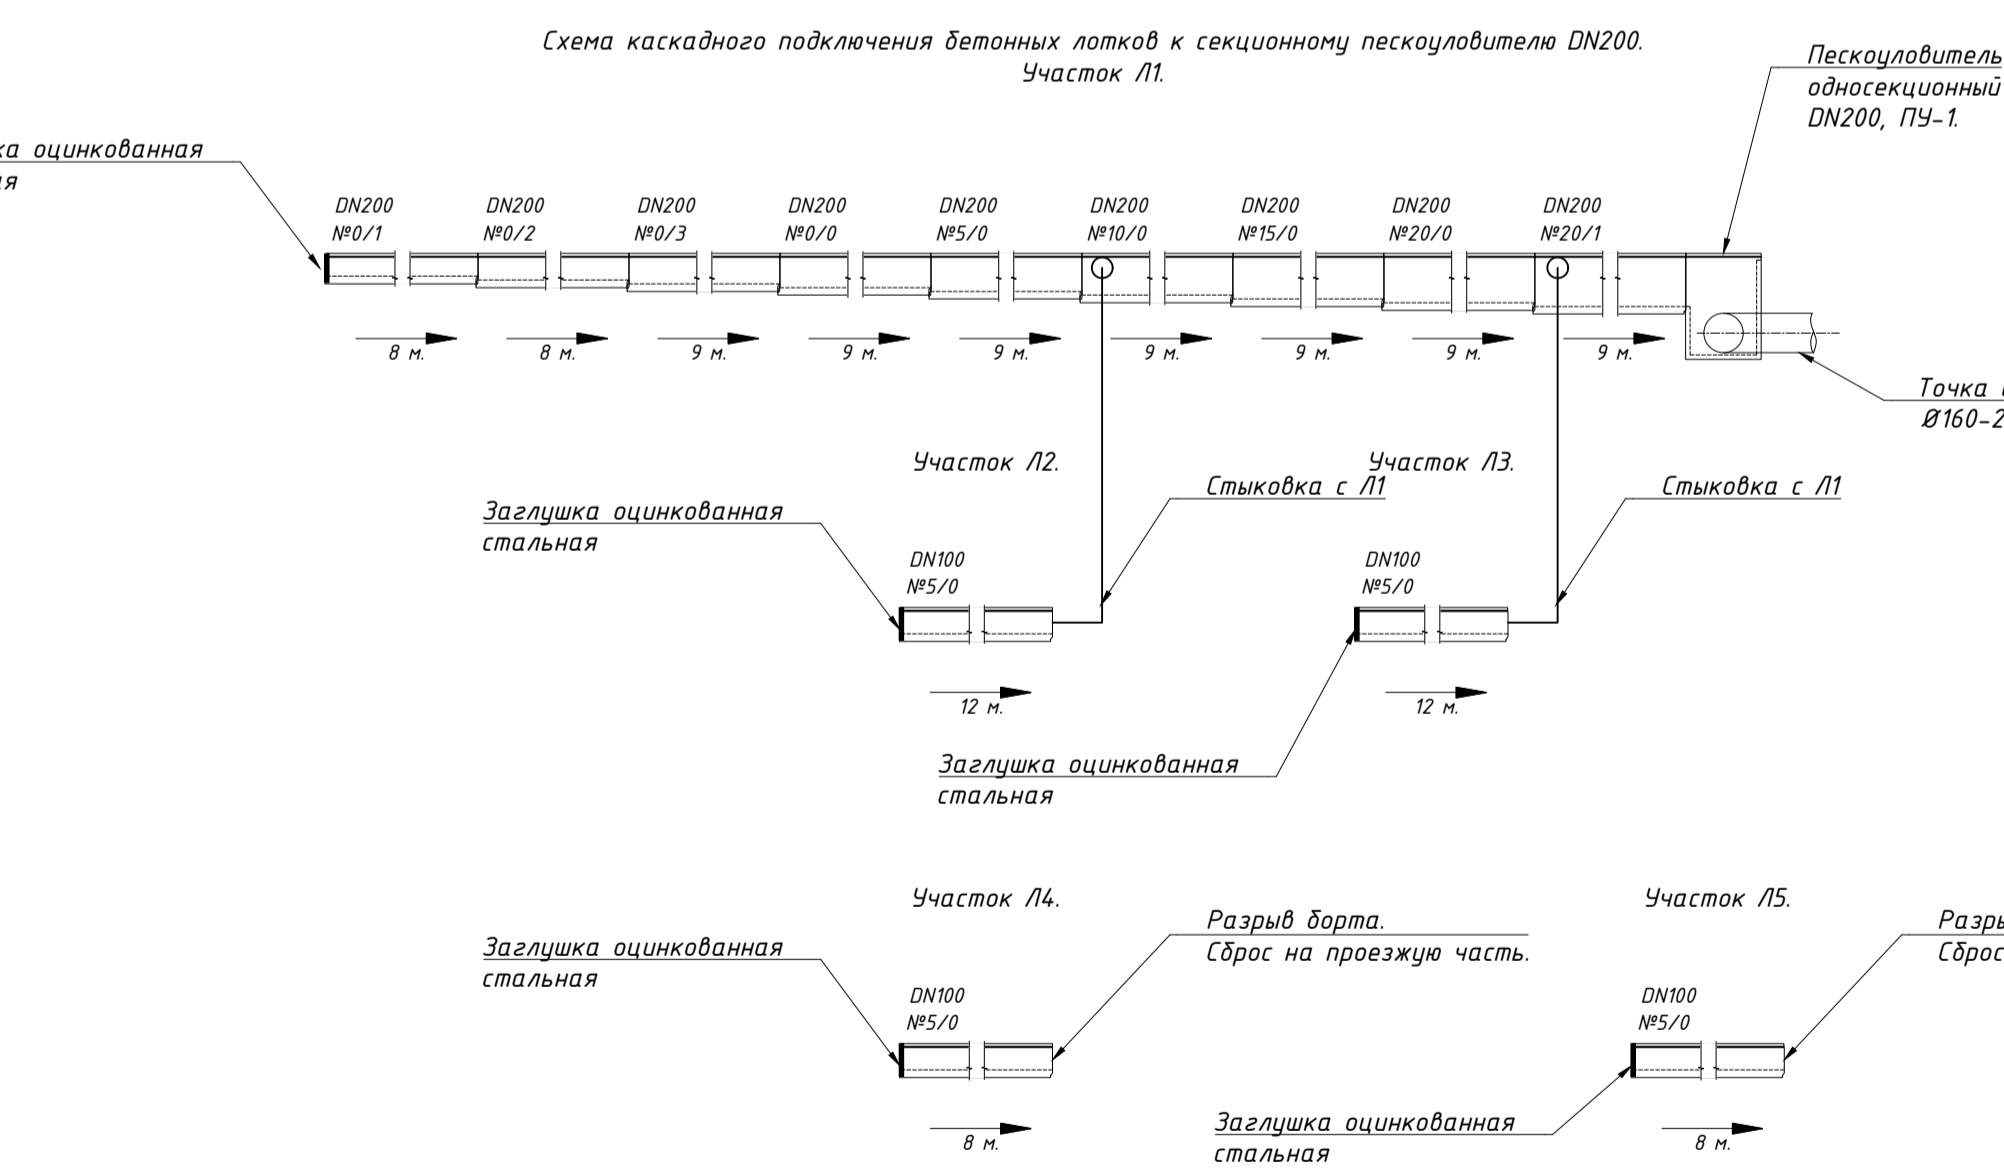 Схема каскадного подключения бетонных лотков к секционному пескоуловителю DN200.
Участок Л1.
Пескоуловитель
односекционный
DN200, ПУ-1.
оцинкованная
DN200
№0/1
DN200
№0/2
DN200
№0/3
DN200
№0/0
DN200
№5/0
DN200
№10/0
DN200
№15/0
DN200
№20/0
DN200
№20/1
8 м.
8 м.
9 м.
9 м.
9 м.
9 м.
9 м.
9 м.
9 м.
Точка
Ø160-2
Участок Л2.
Стыковка с Л1
Заглушка оцинкованная
стальная
DN100
№5/0
12 м.
Участок Л3.
Стыковка с Л1
DN100
№5/0
12 м.
Заглушка оцинкованная
стальная
Участок Л4.
Разрыв борта.
Сброс на проезжую часть.
Заглушка оцинкованная
стальная
DN100
№5/0
8 м.
Участок Л5.
Сброс
DN100
№5/0
Заглушка оцинкованная
стальная
8 м.